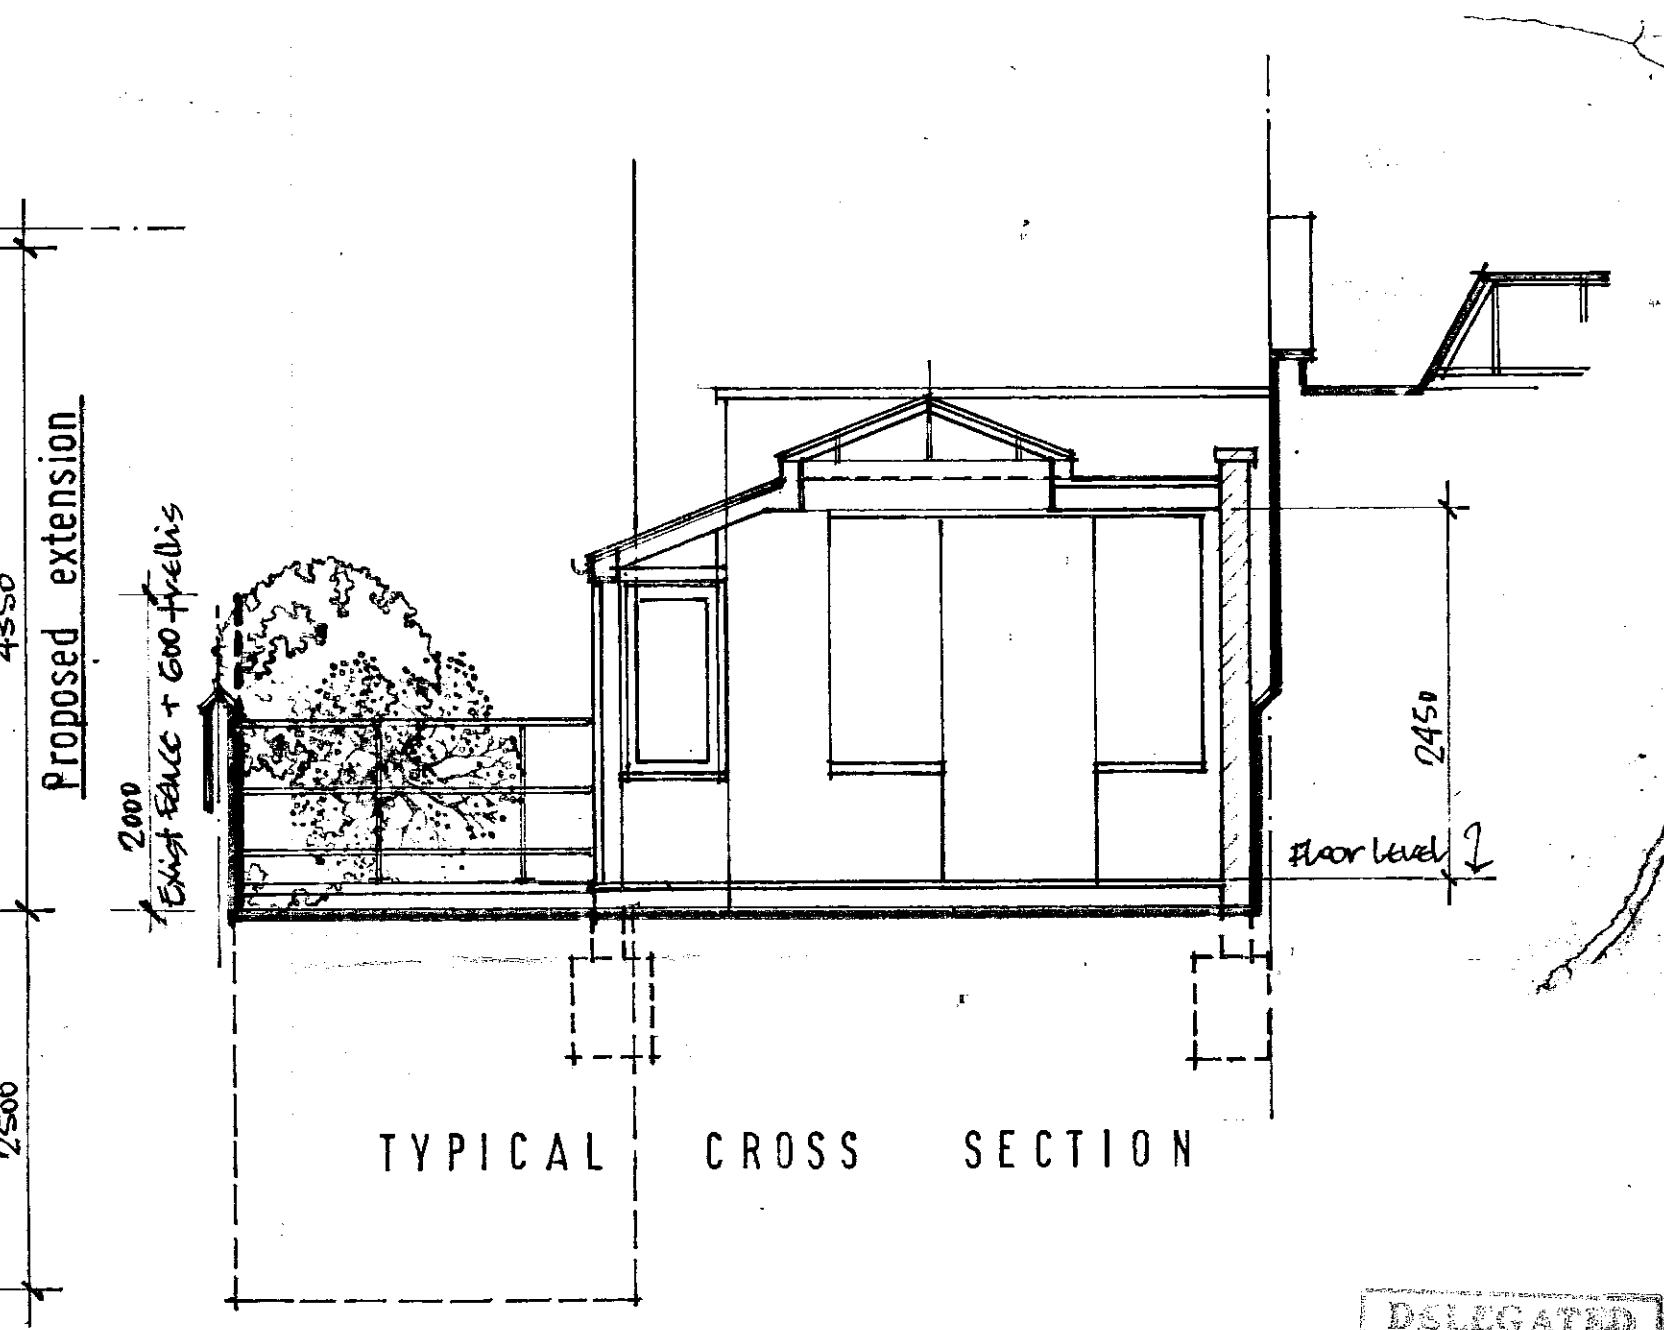 4350
Proposed extension
2000
Exist Fence + 600 trellis
2450
Floor level
2500
TYPICAL CROSS SECTION
DELEGATED